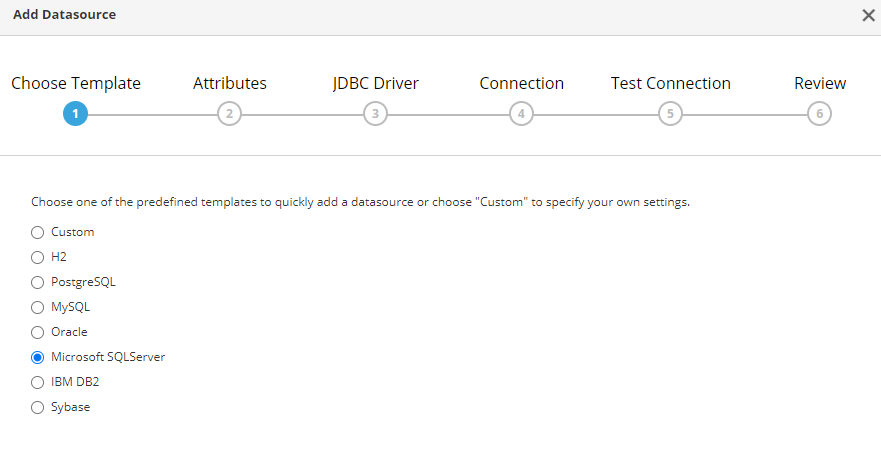 Add Datasource
Choose Template Attributes JDBC Driver Connection Test Connection Review
1 2 3 4 5 6
Choose one of the predefined templates to quickly add a datasource or choose "Custom" to specify your own settings.
Custom
H2
PostgreSQL
MySQL
Oracle
Microsoft SQLServer
IBM DB2
Sybase